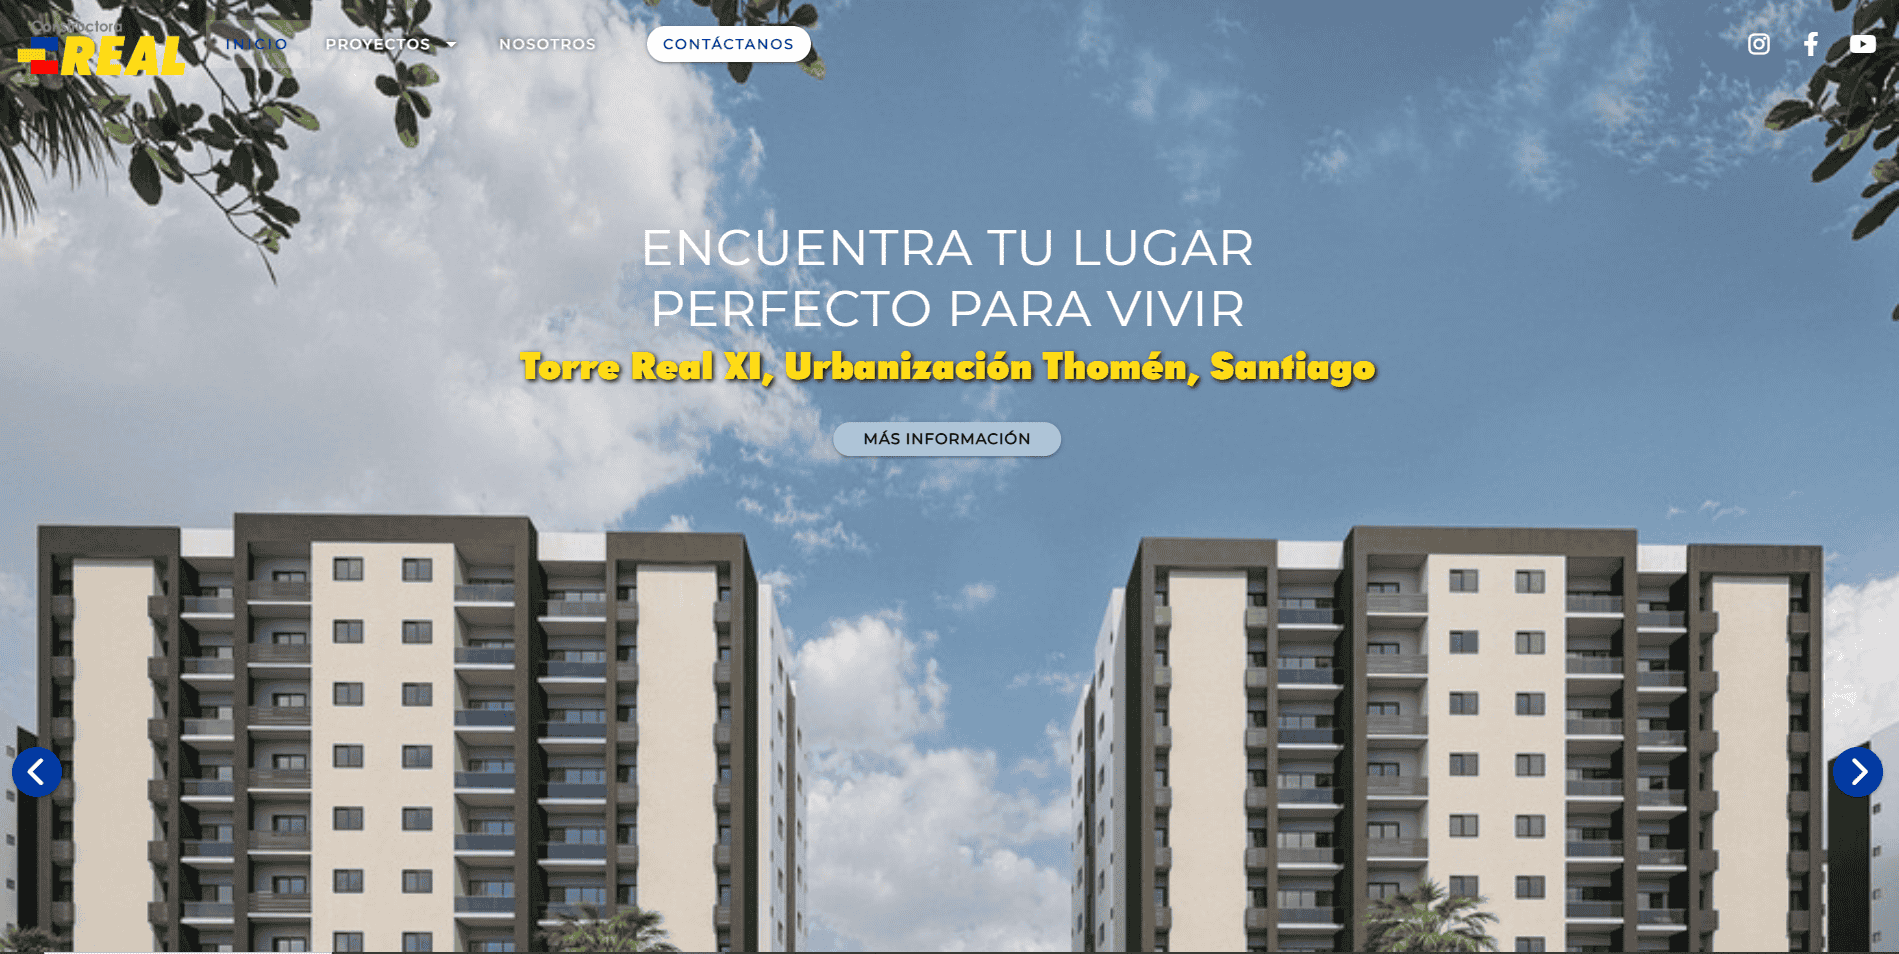 Constructora
REAL
INICIO
PROYECTOS
NOSOTROS
CONTÁCTANOS
ENCUENTRA TU LUGAR
PERFECTO PARA VIVIR
Torre Real XI, Urbanización Thomén, Santiago
MÁS INFORMACIÓN